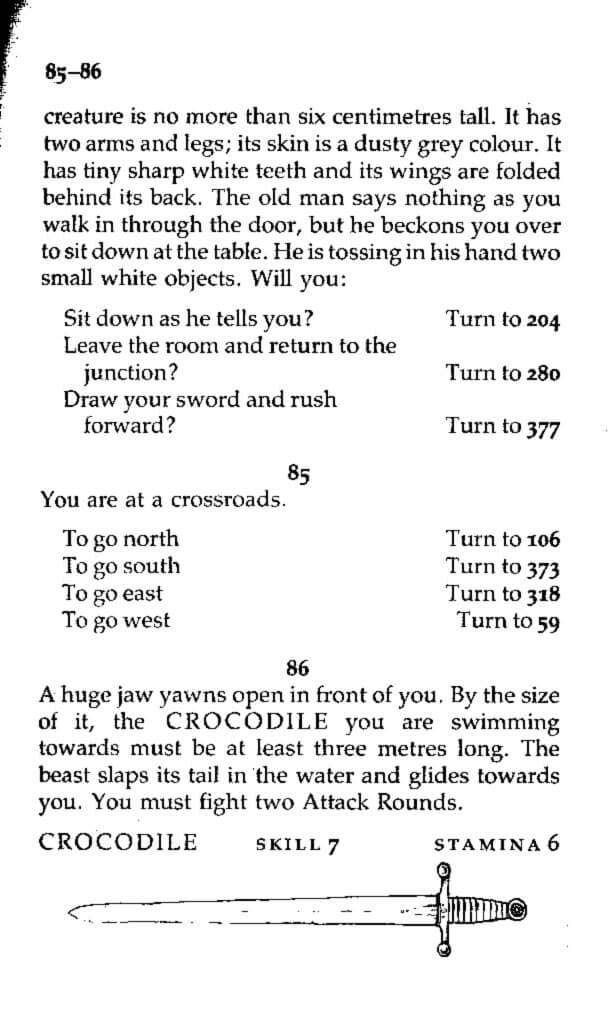 85–86
creature is no more than six centimetres tall. It has
two arms and legs; its skin is a dusty grey colour. It
has tiny sharp white teeth and its wings are folded
behind its back. The old man says nothing as you
walk in through the door, but he beckons you over
to sit down at the table. He is tossing in his hand two
small white objects. Will you:
Sit down as he tells you? Turn to 204
Leave the room and return to the
junction? Turn to 280
Draw your sword and rush
forward? Turn to 377
85
You are at a crossroads.
To go north Turn to 106
To go south Turn to 373
To go east Turn to 318
To go west Turn to 59
86
A huge jaw yawns open in front of you. By the size
of it, the CROCODILE you are swimming
towards must be at least three metres long. The
beast slaps its tail in the water and glides towards
you. You must fight two Attack Rounds.
CROCODILE SKILL 7 STAMINA 6